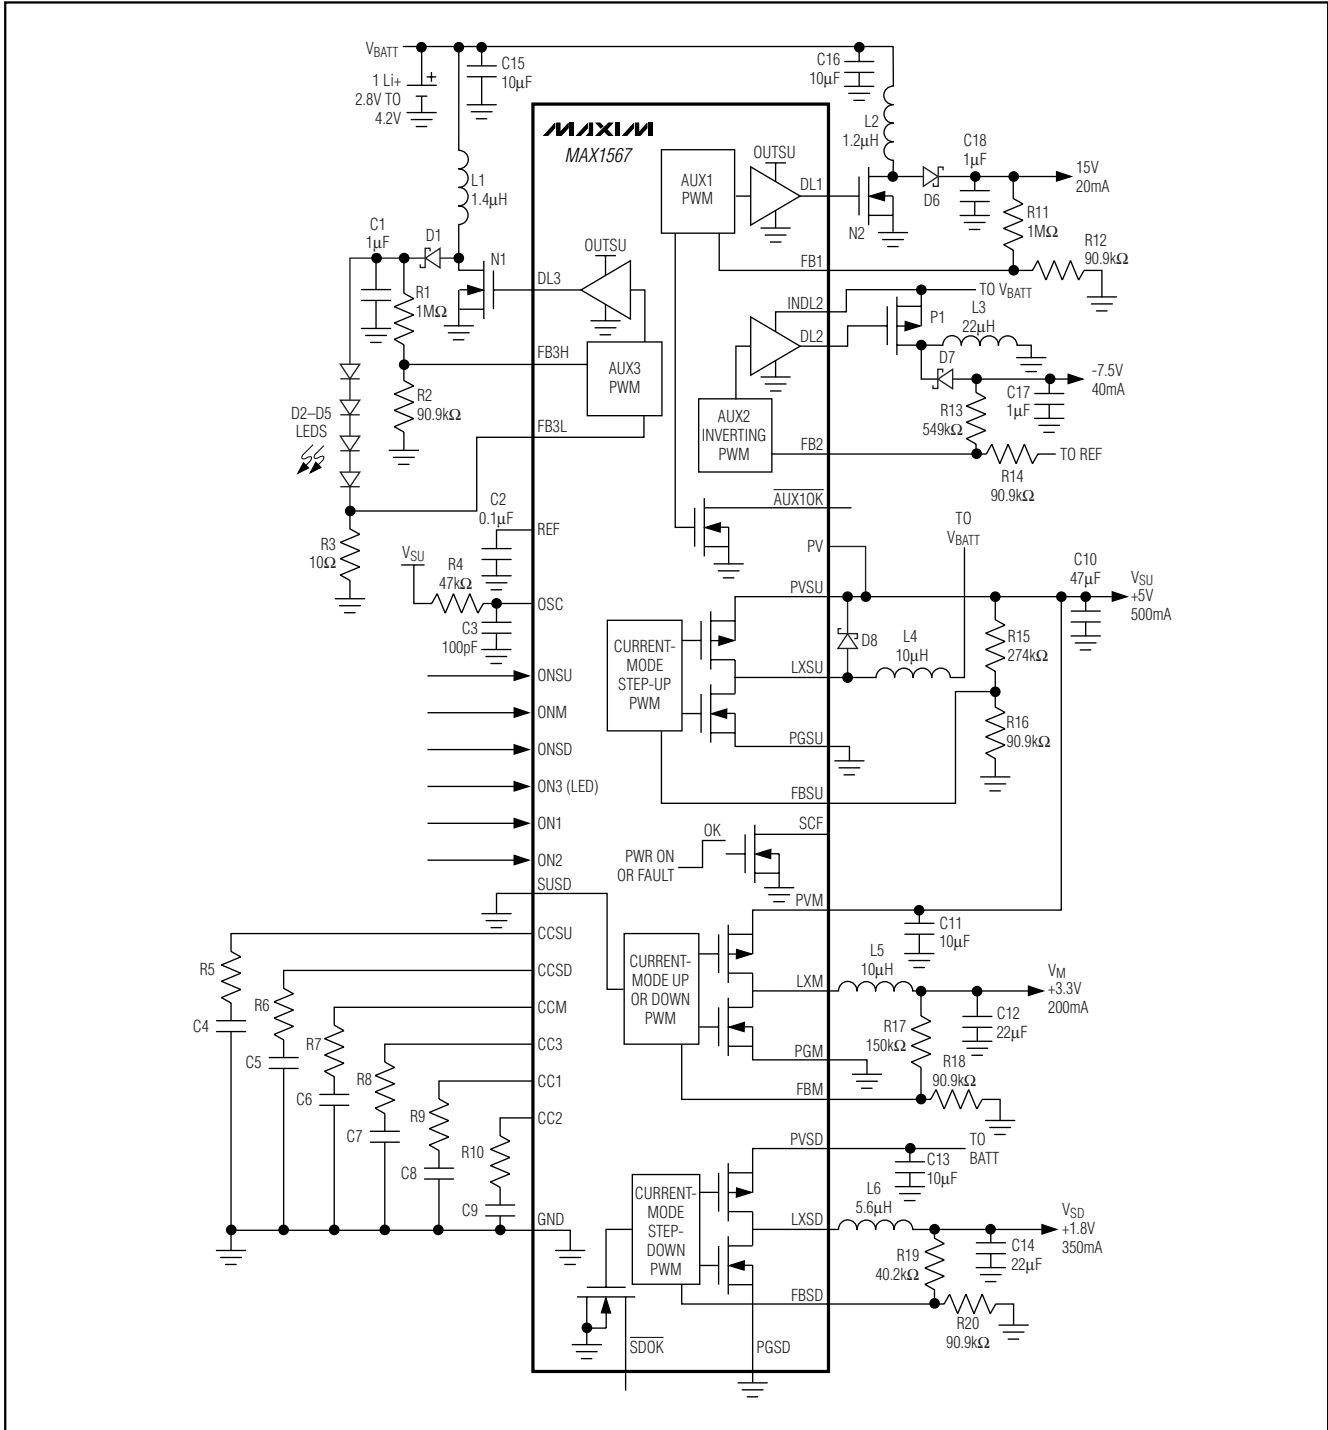 VBATT
1 Li+
2.8V TO
4.2V
+
C15
10µF
C16
10µF
L2
1.2µH
C18
1µF
15V
20mA
D6
N2
R11
1MΩ
R12
90.9kΩ
MAXIM
MAX1567
AUX1
PWM
OUTSU
DL1
FB1
L1
1.4µH
C1
1µF
D1
N1
R1
1MΩ
R2
90.9kΩ
D2–D5
LEDS
R3
10Ω
DL3
OUTSU
FB3H
AUX3
PWM
FB3L
INDL2
DL2
TO VBATT
P1
L3
22µH
D7
-7.5V
40mA
C17
1µF
R13
549kΩ
AUX2
INVERTING
PWM
FB2
TO REF
R14
90.9kΩ
AUX1OK
C2
0.1µF
REF
VSU
R4
47kΩ
OSC
C3
100pF
PV
TO
VBATT
PVSU
C10
47µF
VSU
+5V
500mA
CURRENT-
MODE
STEP-UP
PWM
D8
L4
10µH
LXSU
R15
274kΩ
R16
90.9kΩ
PGSU
FBSU
ONSU
ONM
ONSD
ON3 (LED)
ON1
ON2
SUSD
SCF
OK
PWR ON
OR FAULT
PVM
C11
10µF
CCSU
CCSD
CCM
CC3
CC1
CC2
GND
R5
C4
R6
C5
R7
C6
R8
C7
R9
C8
R10
C9
CURRENT-
MODE UP
OR DOWN
PWM
LXM
L5
10µH
VM
+3.3V
200mA
R17
150kΩ
C12
22µF
PGM
R18
90.9kΩ
FBM
PVSD
TO
BATT
C13
10µF
CURRENT-
MODE
STEP-
DOWN
PWM
LXSD
L6
5.6µH
VSD
+1.8V
350mA
R19
40.2kΩ
C14
22µF
FBSD
R20
90.9kΩ
SDOK
PGSD